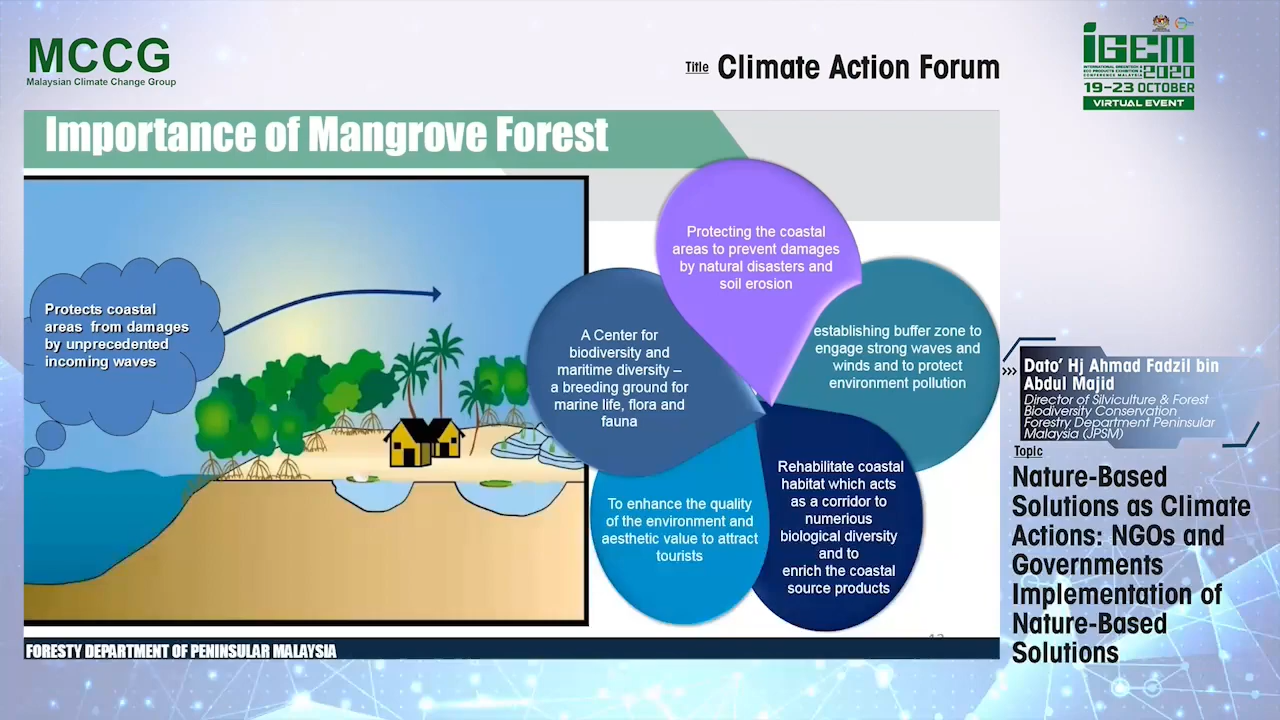 MCCG
Malaysian Climate Change Group
Title Climate Action Forum
iGEM
INTERNATIONAL GREENTECH &
ECO PRODUCTS EXHIBITION &
CONFERENCE MALAYSIA
2020
19-23 OCTOBER
VIRTUAL EVENT
Importance of Mangrove Forest
Protects coastal
areas from damages
by unprecedented
incoming waves
Protecting the coastal
areas to prevent damages
by natural disasters and
soil erosion
A Center for
biodiversity and
maritime diversity –
a breeding ground for
marine life, flora and
fauna
establishing buffer zone to
engage strong waves and
winds and to protect
environment pollution
To enhance the quality
of the environment and
aesthetic value to attract
tourists
Rehabilitate coastal
habitat which acts
as a corridor to
numerious
biological diversity
and to
enrich the coastal
source products
FORESTY DEPARTMENT OF PENINSULAR MALAYSIA
Dato' Hj Ahmad Fadzil bin
Abdul Majid
Director of Silviculture & Forest
Biodiversity Conservation
Forestry Department Peninsular
Malaysia (JPSM)
Topic
Nature-Based
Solutions as Climate
Actions: NGOs and
Governments
Implementation of
Nature-Based
Solutions